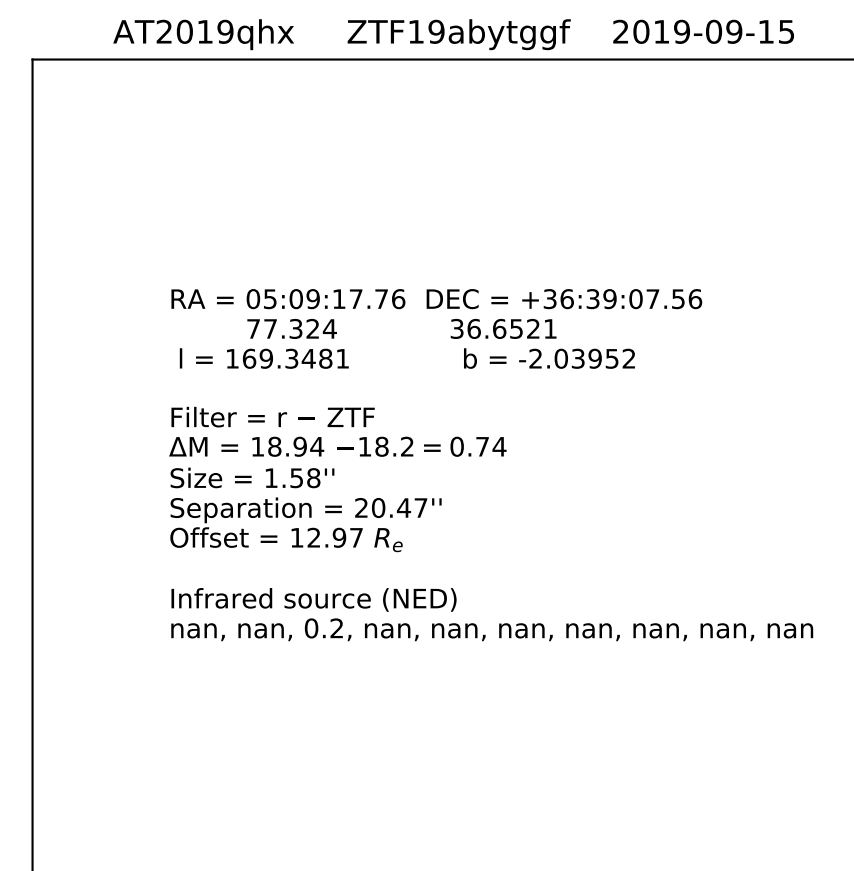 AT2019qhx ZTF19abytggf 2019-09-15
RA = 05:09:17.76 DEC = +36:39:07.56
77.324 36.6521
l = 169.3481 b = -2.03952
Filter = r − ZTF
ΔM = 18.94 −18.2 = 0.74
Size = 1.58''
Separation = 20.47''
Offset = 12.97 Re
Infrared source (NED)
nan, nan, 0.2, nan, nan, nan, nan, nan, nan, nan